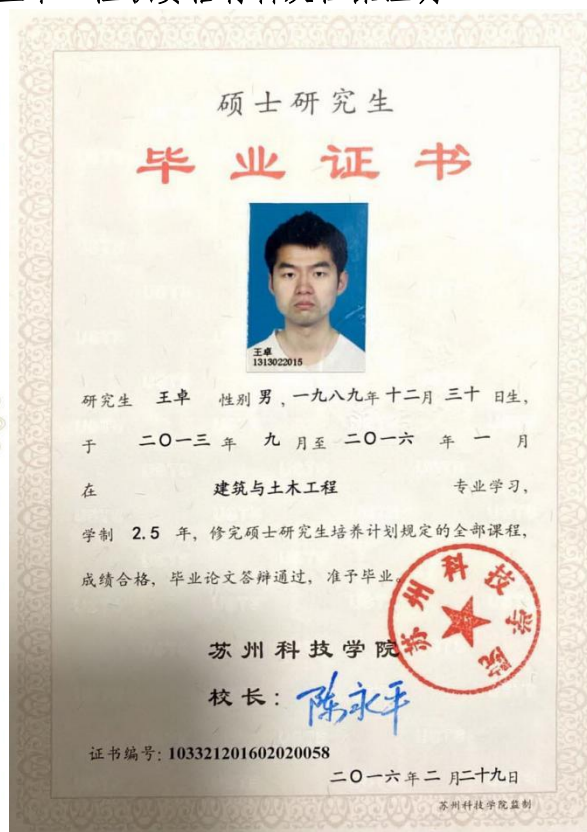 硕士研究生
毕业证书
王卓
1313022015
研究生 王卓 性别 男 ，一九八九年 十二月 三十 日生，
于 二〇一三 年 九 月至 二〇一六 年 一 月
在 建筑与土木工程 专业学习，
学制 2.5 年，修完硕士研究生培养计划规定的全部课程，
成绩合格，毕业论文答辩通过，准予毕业。
苏州科技学院
苏州科技学院
校长：陈永平
证书编号：103321201602020058
二〇一六年二月二十九日
苏州科技学院监制